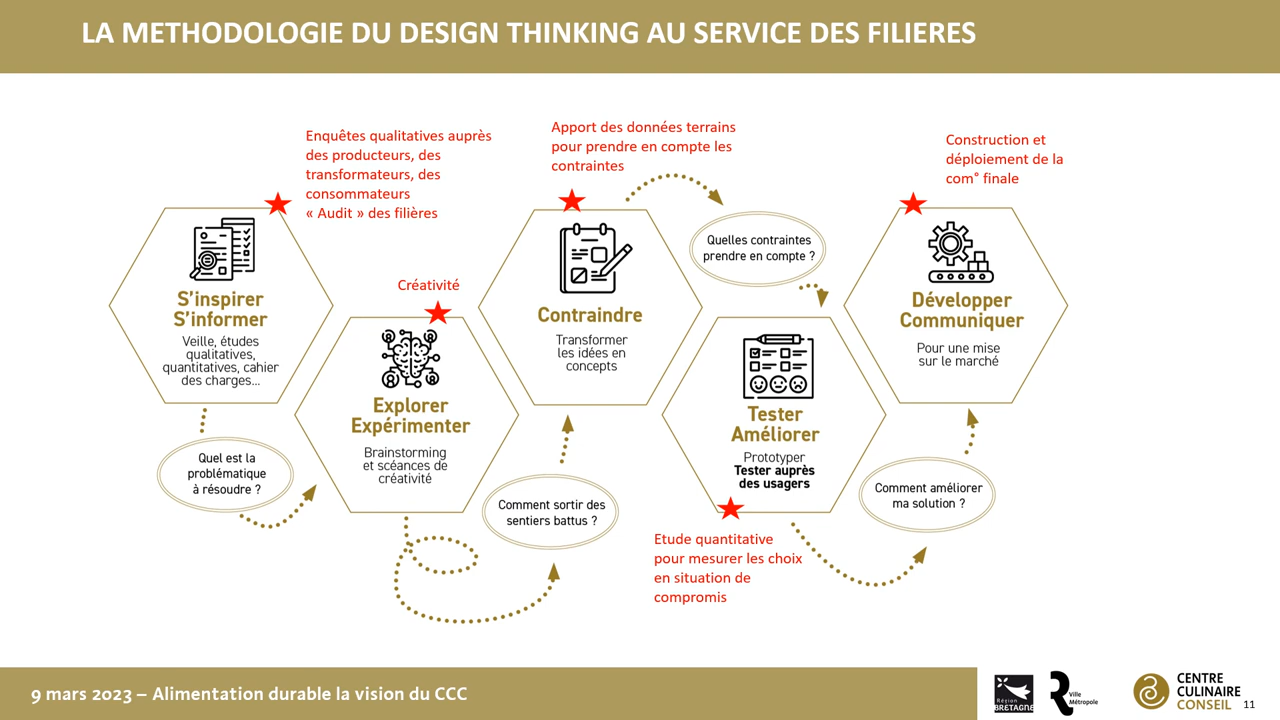 LA METHODOLOGIE DU DESIGN THINKING AU SERVICE DES FILIERES
Enquêtes qualitatives auprès
des producteurs, des
transformateurs, des
consommateurs
« Audit » des filières
S'inspirer
S'informer
Veille, études
qualitatives,
quantitatives, cahier
des charges...
Quel est la
problématique
à résoudre ?
Créativité
Explorer
Expérimenter
Brainstorming
et scéances de
créativité
Comment sortir des
sentiers battus ?
Apport des données terrains
pour prendre en compte les
contraintes
Contraindre
Transformer
les idées en
concepts
Quelles contraintes
prendre en compte ?
Tester
Améliorer
Prototyper
Tester auprès
des usagers
Etude quantitative
pour mesurer les choix
en situation de
compromis
Comment améliorer
ma solution ?
Construction et
déploiement de la
com° finale
Développer
Communiquer
Pour une mise
sur le marché
9 mars 2023 – Alimentation durable la vision du CCC
Région
BRETAGNE
R
Ville
Métropole
CENTRE
CULINAIRE
CONSEIL
11